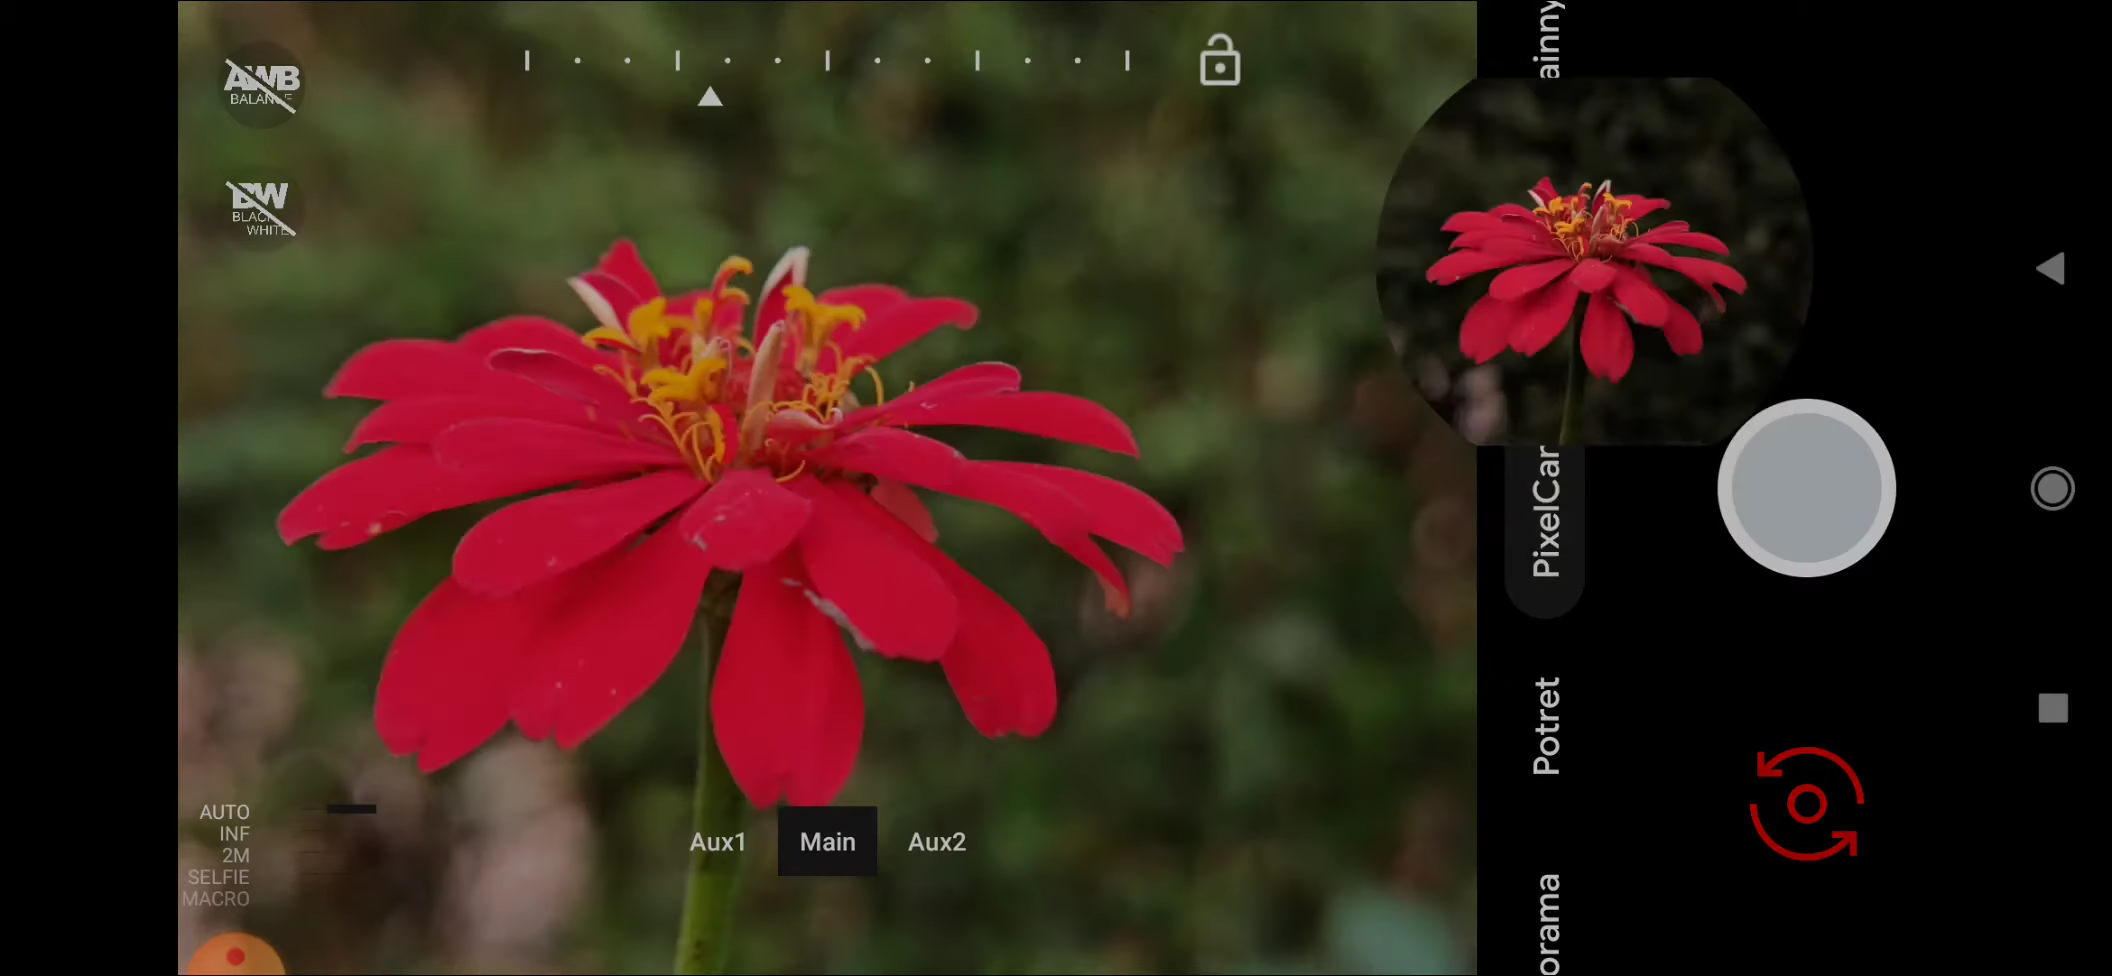 AWB
BALANCE
BW
BLACK
WHITE
AUTO
INF
2M
SELFIE
MACRO
Aux1
Main
Aux2
ainny
PixelCar
Potret
orama